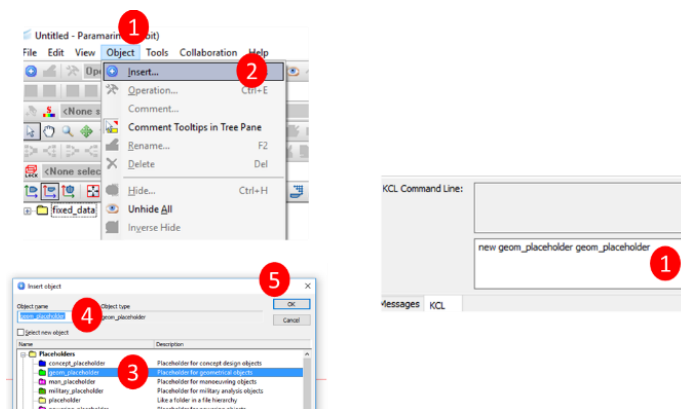 1
Untitled - Paramarin bit)
File Edit View Object Tools Collaboration Help
Insert...
2
Operation... Ctrl+E
Comment...
<None s
Comment Tooltips in Tree Pane
Rename... F2
<None selec
Delete Del
Hide... Ctrl+H
fixed_data
Unhide All
Inverse Hide
KCL Command Line:
new geom_placeholder geom_placeholder
1
Messages KCL
5
Insert object
Object name
Object type
OK
geom_placeholder
4
geom_placeholder
Cancel
Select new object
Name Description
Placeholders
concept_placeholder Placeholder for concept design objects
geom_placeholder Placeholder for geometrical objects
3
man_placeholder Placeholder for manoeuvring objects
military_placeholder Placeholder for military analysis objects
placeholder Like a folder in a file hierarchy
Placeholder for powering objects